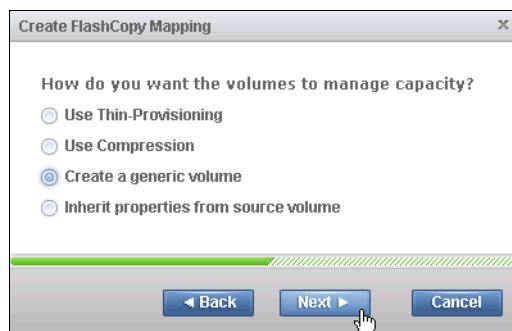 Create FlashCopy Mapping x
How do you want the volumes to manage capacity?
Use Thin-Provisioning
Use Compression
Create a generic volume
Inherit properties from source volume
◄ Back Next ► Cancel